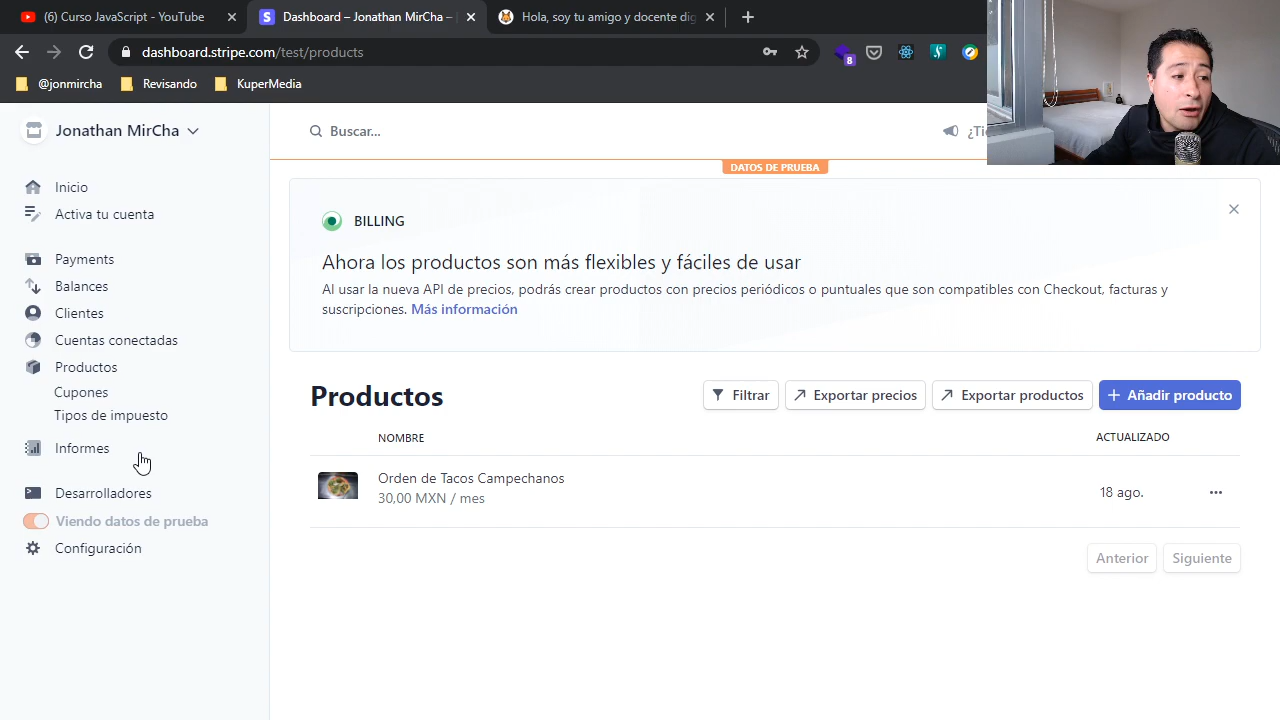 (6) Curso JavaScript - YouTube
Dashboard – Jonathan MirCha –
Hola, soy tu amigo y docente dig
dashboard.stripe.com/test/products
8
@jonmircha
Revisando
KuperMedia
Jonathan MirCha
Buscar...
DATOS DE PRUEBA
Inicio
Activa tu cuenta
Payments
Balances
Clientes
Cuentas conectadas
Productos
Cupones
Tipos de impuesto
Informes
Desarrolladores
Viendo datos de prueba
Configuración
BILLING
Ahora los productos son más flexibles y fáciles de usar
Al usar la nueva API de precios, podrás crear productos con precios periódicos o puntuales que son compatibles con Checkout, facturas y
suscripciones. Más información
Productos
Filtrar
Exportar precios
Exportar productos
Añadir producto
NOMBRE
ACTUALIZADO
Orden de Tacos Campechanos
30,00 MXN / mes
18 ago.
Anterior
Siguiente